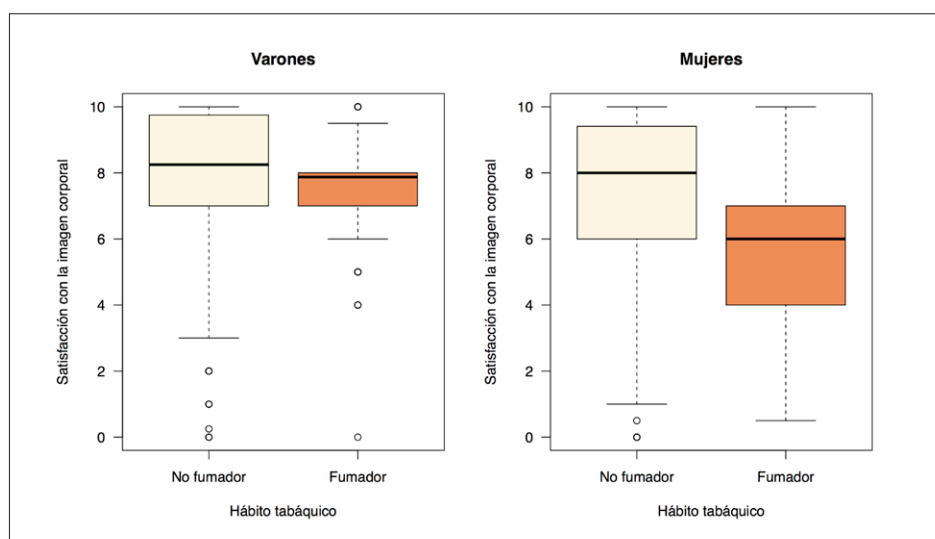 Varones
Satisfacción con la imagen corporal
10
8
6
4
2
0
No fumador
Fumador
Hábito tabáquico
Mujeres
Satisfacción con la imagen corporal
10
8
6
4
2
0
No fumador
Fumador
Hábito tabáquico